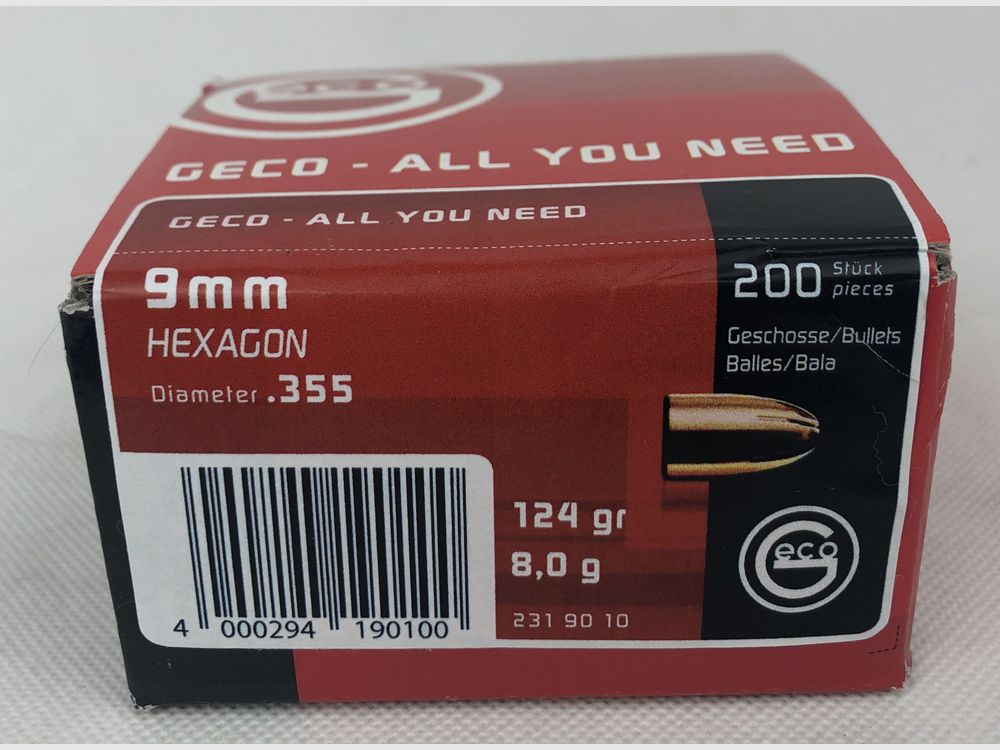 Geco
GECO - ALL YOU NEED
GECO - ALL YOU NEED
9mm
HEXAGON
Diameter .355
200 Stück
pieces
Geschosse/Bullets
Balles/Bala
124 gr
8,0 g
231 90 10
Geco
4 000294 190100